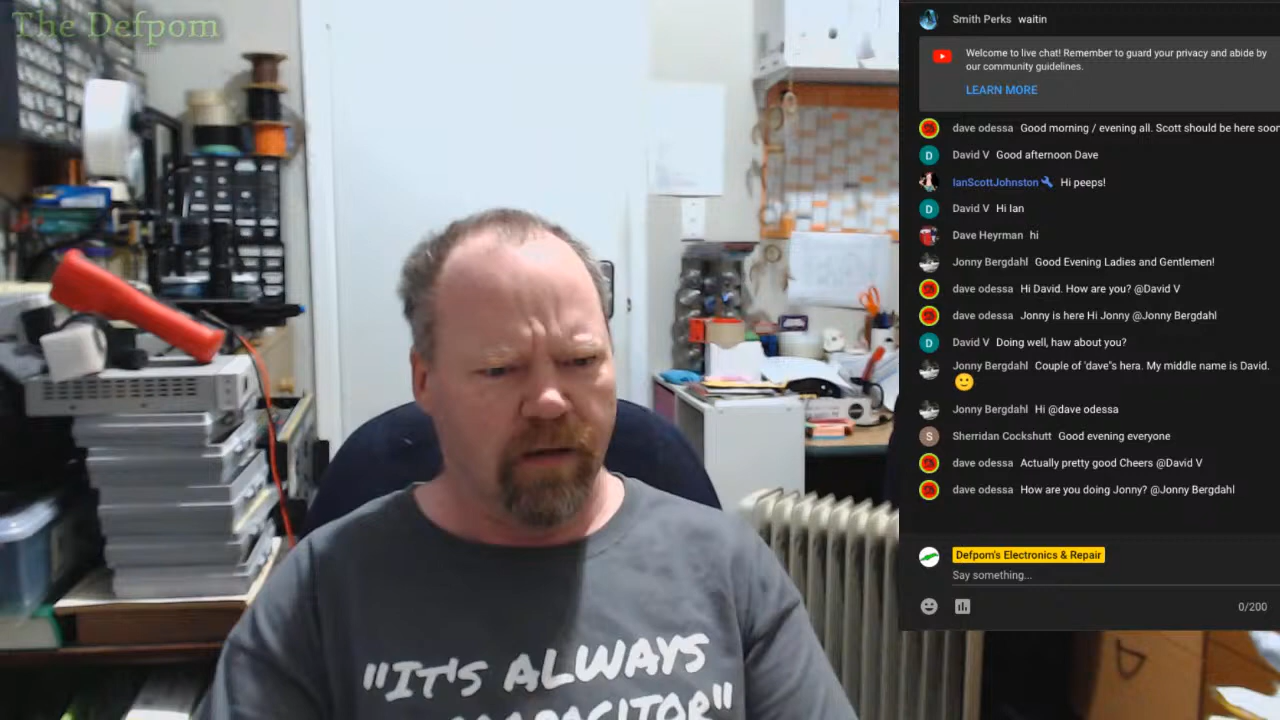 The Defpom
Smith Perks waitin
Welcome to live chat! Remember to guard your privacy and abide by
our community guidelines.
LEARN MORE
dave odessa Good morning / evening all. Scott should be here soon
David V Good afternoon Dave
IanScottJohnston Hi peeps!
David V Hi Ian
Dave Heyrman hi
Jonny Bergdahl Good Evening Ladies and Gentlemen!
dave odessa Hi David. How are you? @David V
dave odessa Jonny is here Hi Jonny @Jonny Bergdahl
David V Doing well, haw about you?
Jonny Bergdahl Couple of 'dave"s hera. My middle name is David.
Jonny Bergdahl Hi @dave odessa
Sherridan Cockshutt Good evening everyone
dave odessa Actually pretty good Cheers @David V
dave odessa How are you doing Jonny? @Jonny Bergdahl
Defpom's Electronics & Repair
Say something...
0/200
"IT'S ALWAYS
CAPACITOR"